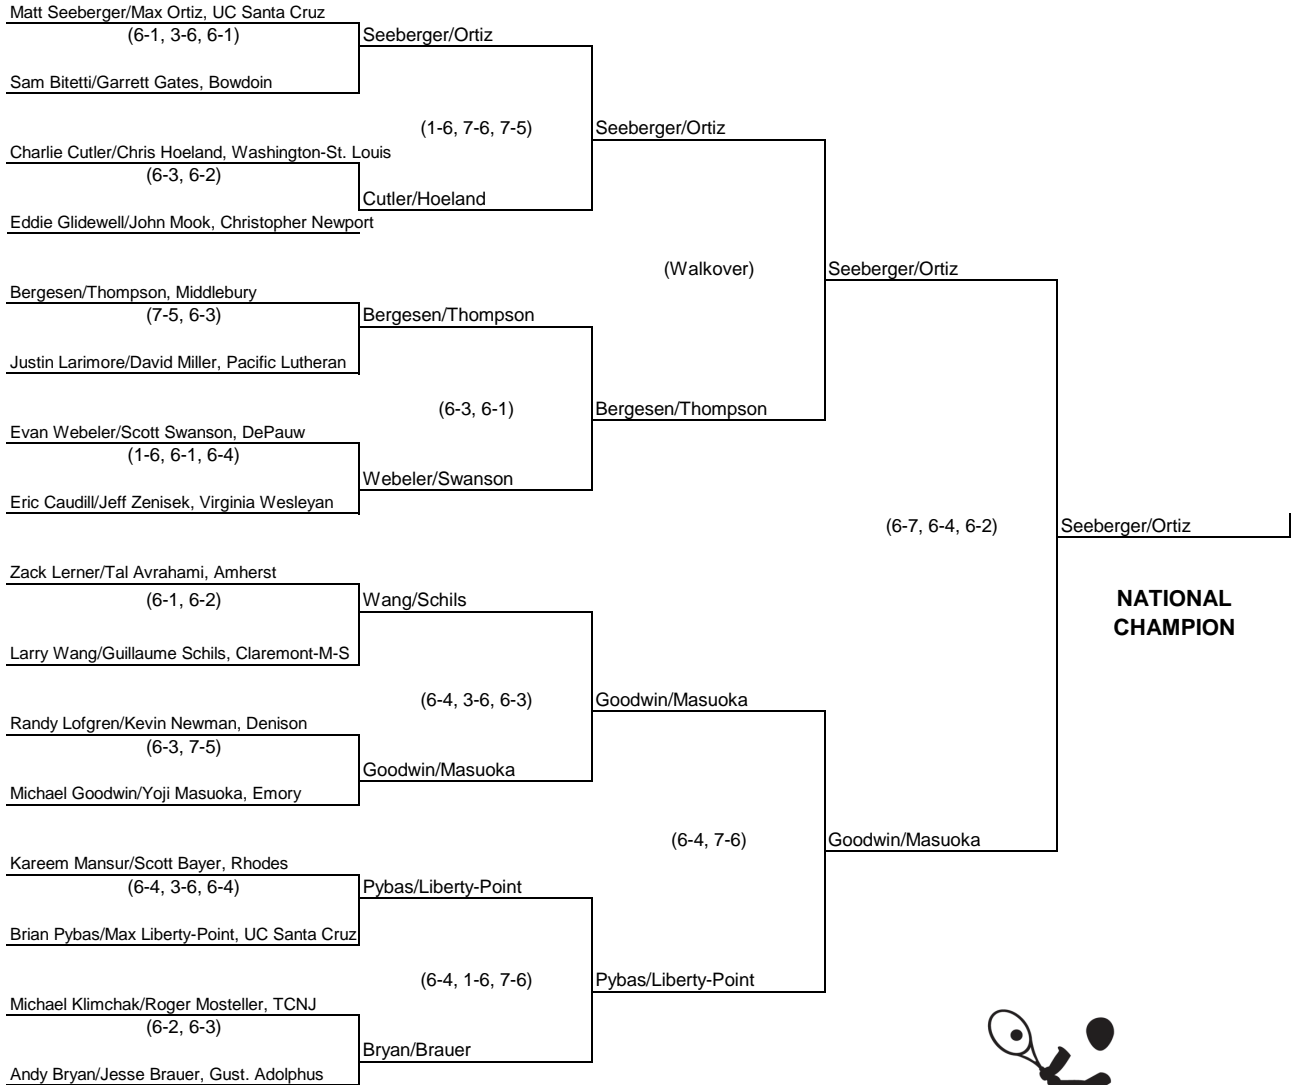 Matt Seeberger/Max Ortiz, UC Santa Cruz
(6-1, 3-6, 6-1)
Seeberger/Ortiz
Sam Bitetti/Garrett Gates, Bowdoin
(1-6, 7-6, 7-5)
Seeberger/Ortiz
Charlie Cutler/Chris Hoeland, Washington-St. Louis
(6-3, 6-2)
Cutler/Hoeland
Eddie Glidewell/John Mook, Christopher Newport
(Walkover)
Seeberger/Ortiz
Bergesen/Thompson, Middlebury
(7-5, 6-3)
Bergesen/Thompson
Justin Larimore/David Miller, Pacific Lutheran
(6-3, 6-1)
Bergesen/Thompson
Evan Webeler/Scott Swanson, DePauw
(1-6, 6-1, 6-4)
Webeler/Swanson
Eric Caudill/Jeff Zenisek, Virginia Wesleyan
(6-7, 6-4, 6-2)
Seeberger/Ortiz
Zack Lerner/Tal Avrahami, Amherst
(6-1, 6-2)
Wang/Schils
NATIONAL
CHAMPION
Larry Wang/Guillaume Schils, Claremont-M-S
(6-4, 3-6, 6-3)
Goodwin/Masuoka
Randy Lofgren/Kevin Newman, Denison
(6-3, 7-5)
Goodwin/Masuoka
Michael Goodwin/Yoji Masuoka, Emory
(6-4, 7-6)
Goodwin/Masuoka
Kareem Mansur/Scott Bayer, Rhodes
(6-4, 3-6, 6-4)
Pybas/Liberty-Point
Brian Pybas/Max Liberty-Point, UC Santa Cruz
(6-4, 1-6, 7-6)
Pybas/Liberty-Point
Michael Klimchak/Roger Mosteller, TCNJ
(6-2, 6-3)
Bryan/Brauer
Andy Bryan/Jesse Brauer, Gust. Adolphus